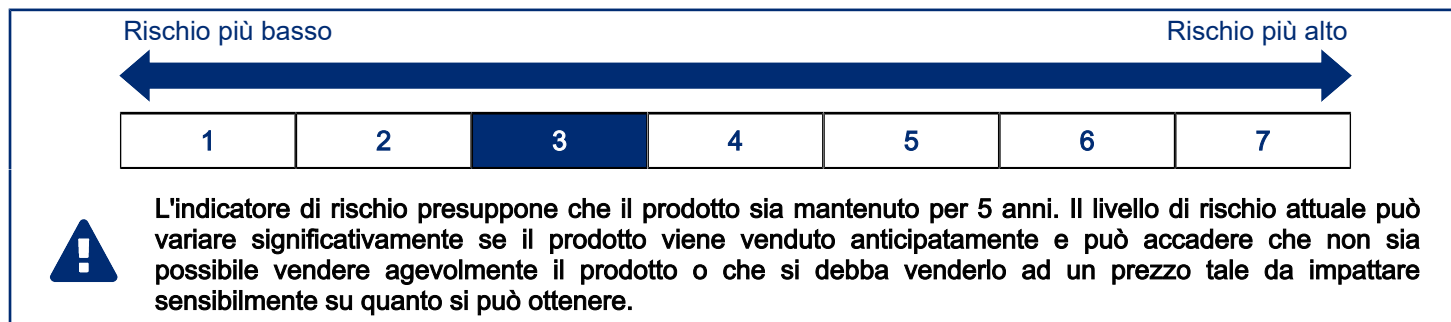 Rischio più basso Rischio più alto
1 2 3 4 5 6 7
L'indicatore di rischio presuppone che il prodotto sia mantenuto per 5 anni. Il livello di rischio attuale può
variare significativamente se il prodotto viene venduto anticipatamente e può accadere che non sia
possibile vendere agevolmente il prodotto o che si debba venderlo ad un prezzo tale da impattare
sensibilmente su quanto si può ottenere.